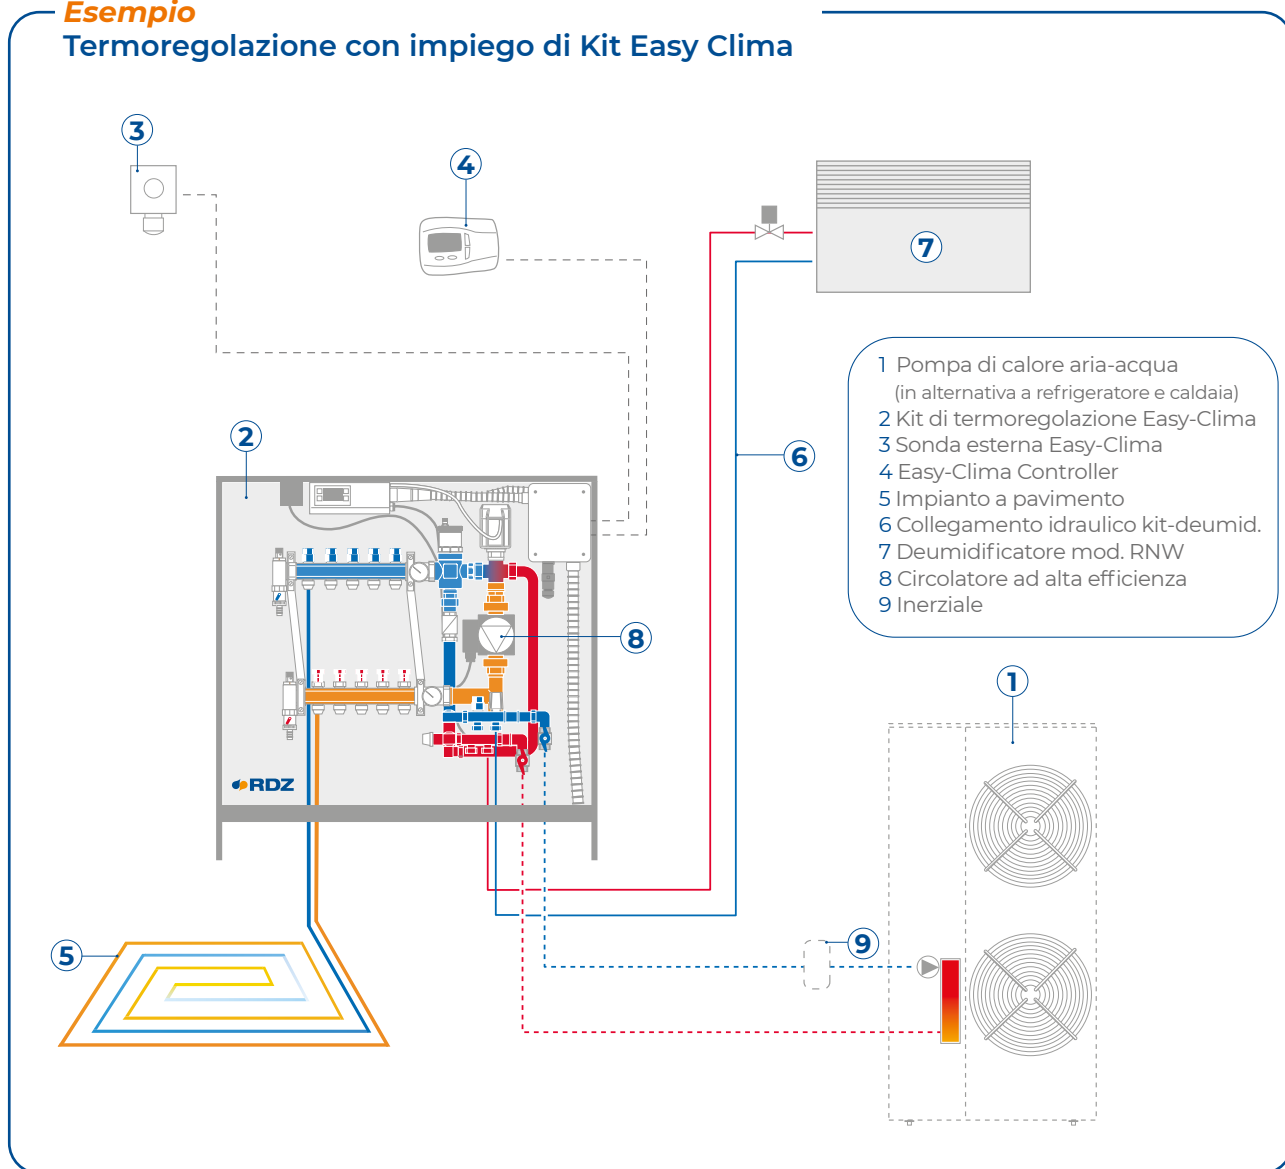 Esempio
Termoregolazione con impiego di Kit Easy Clima
3
4
7
1 Pompa di calore aria-acqua
(in alternativa a refrigeratore e caldaia)
2 Kit di termoregolazione Easy-Clima
3 Sonda esterna Easy-Clima
4 Easy-Clima Controller
5 Impianto a pavimento
6 Collegamento idraulico kit-deumid.
7 Deumidificatore mod. RNW
8 Circolatore ad alta efficienza
9 Inerziale
2
6
8
1
RDZ
9
5